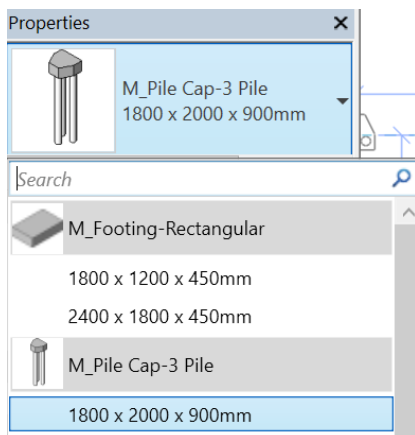 Properties
M_Pile Cap-3 Pile
1800 x 2000 x 900mm
Search
M_Footing-Rectangular
1800 x 1200 x 450mm
2400 x 1800 x 450mm
M_Pile Cap-3 Pile
1800 x 2000 x 900mm